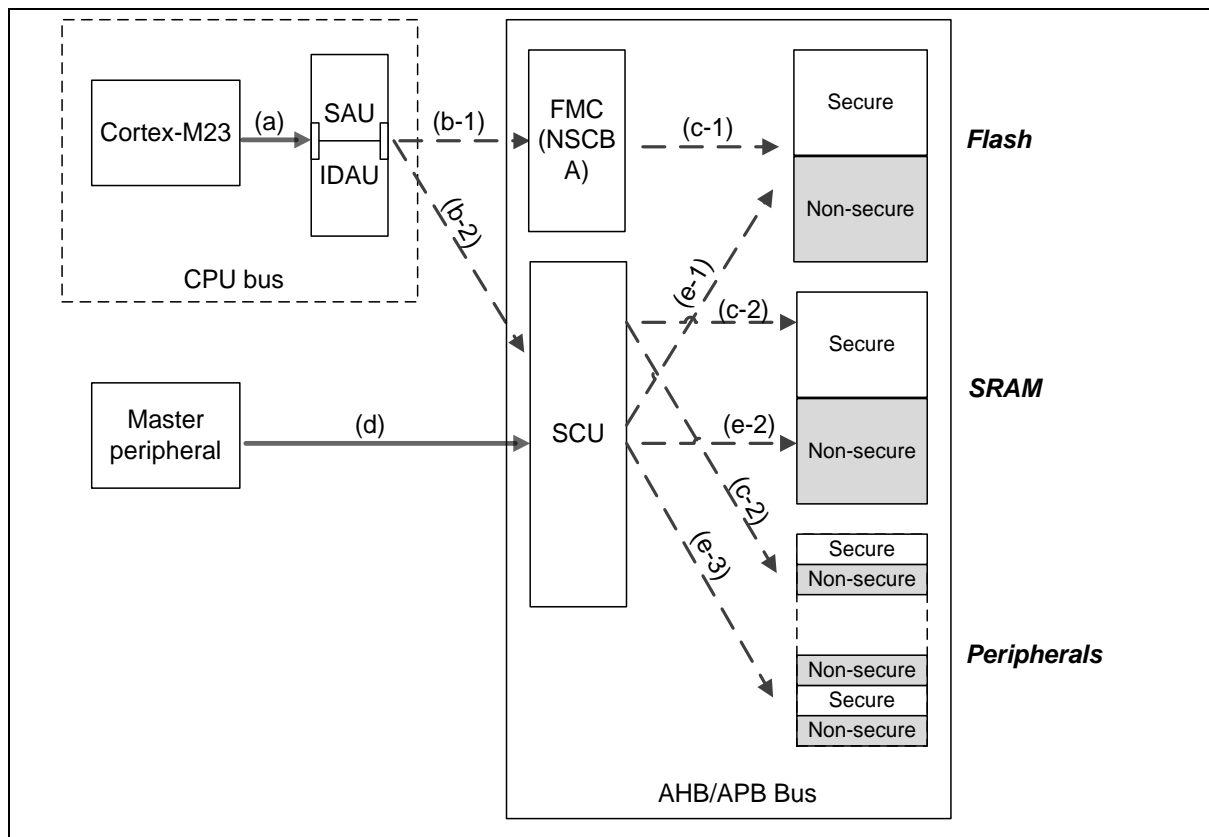 Cortex-M23
(a)
SAU
IDAU
CPU bus
(b-1)
(b-2)
FMC
(NSCB
A)
(c-1)
Secure
Non-secure
Flash
Master
peripheral
(d)
SCU
(e-1)
(c-2)
Secure
Non-secure
SRAM
(e-2)
(c-2)
(e-3)
Secure
Non-secure
Non-secure
Secure
Non-secure
Peripherals
AHB/APB Bus